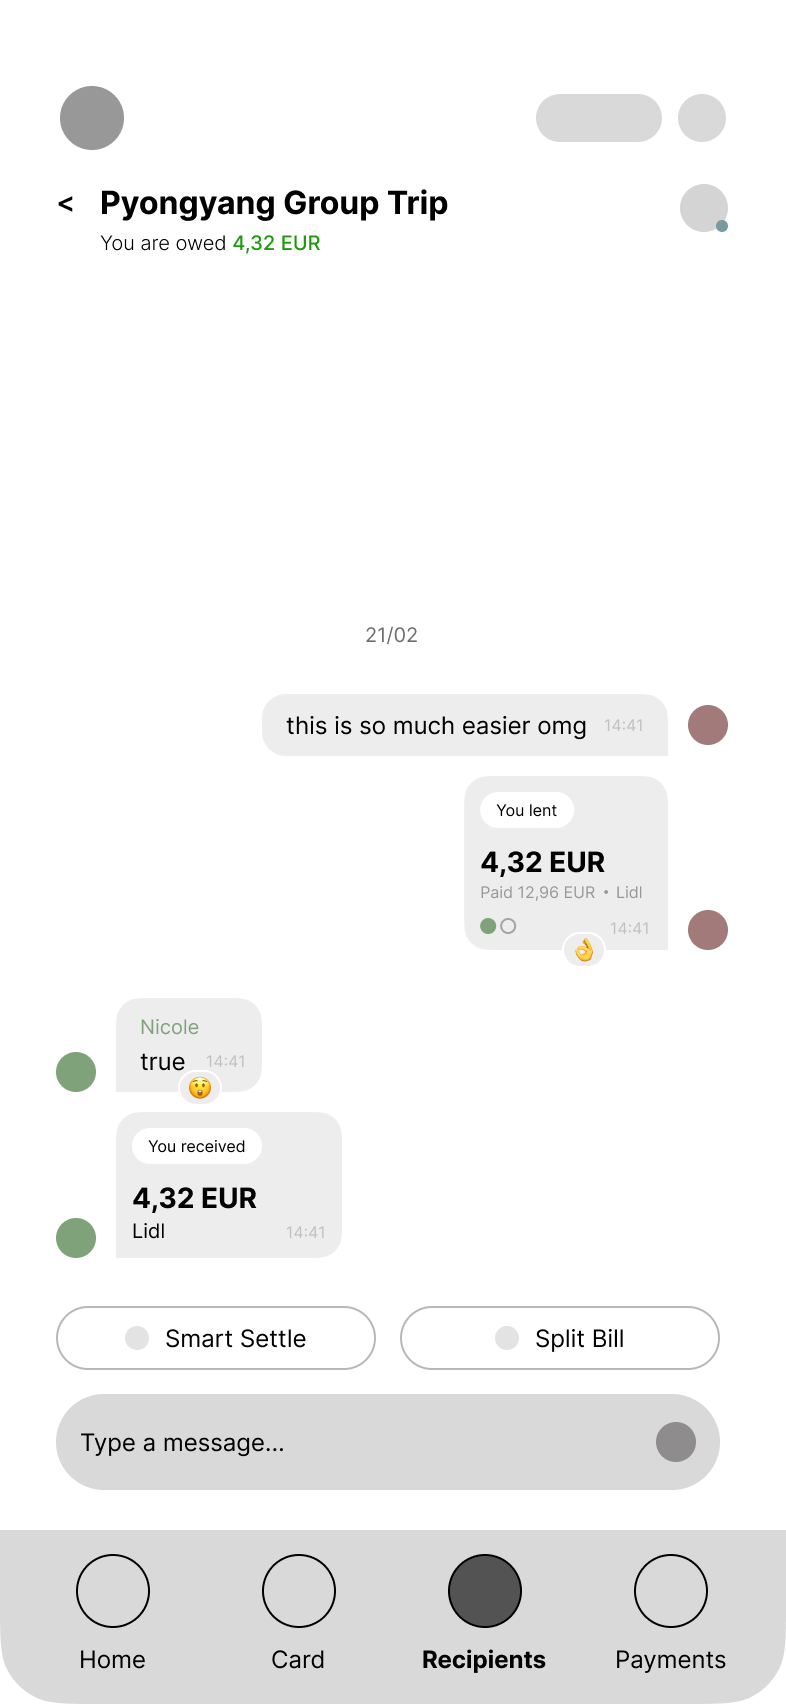 < Pyongyang Group Trip
You are owed 4,32 EUR
21/02
this is so much easier omg 14:41
You lent
4,32 EUR
Paid 12,96 EUR • Lidl
14:41
Nicole
true 14:41
You received
4,32 EUR
Lidl 14:41
Smart Settle Split Bill
Type a message...
Home Card Recipients Payments